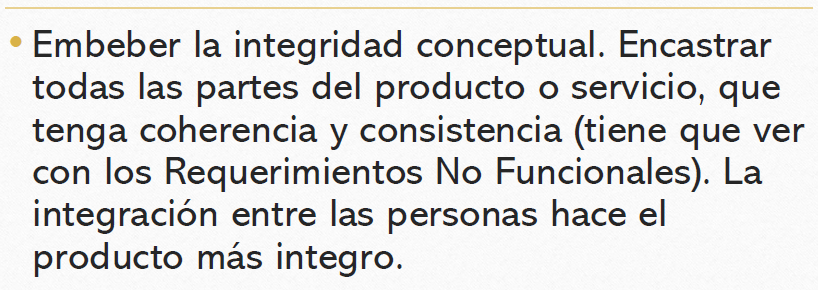 • Embeber la integridad conceptual. Encastrar
todas las partes del producto o servicio, que
tenga coherencia y consistencia (tiene que ver
con los Requerimientos No Funcionales). La
integración entre las personas hace el
producto más integro.